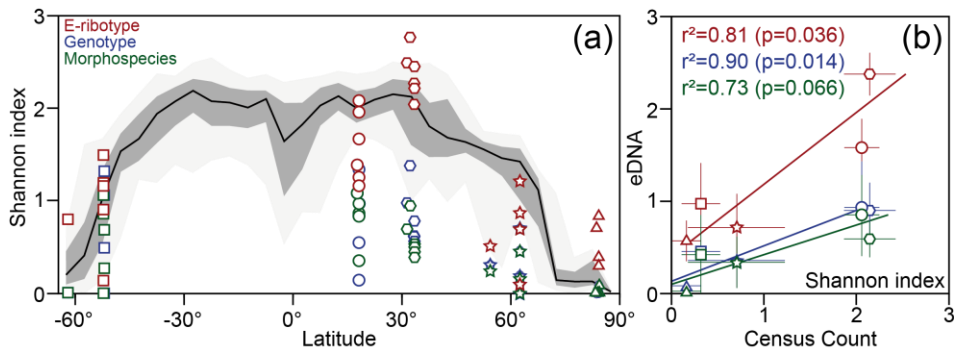 E-ribotype
Genotype
Morphospecies
(a)
Shannon index
3
2
1
0
-60° -30° 0° 30° 60° 90°
Latitude
r²=0.81 (p=0.036)
r²=0.90 (p=0.014)
r²=0.73 (p=0.066)
(b)
eDNA
3
2
1
0
Shannon index
0 1 2 3
Census Count